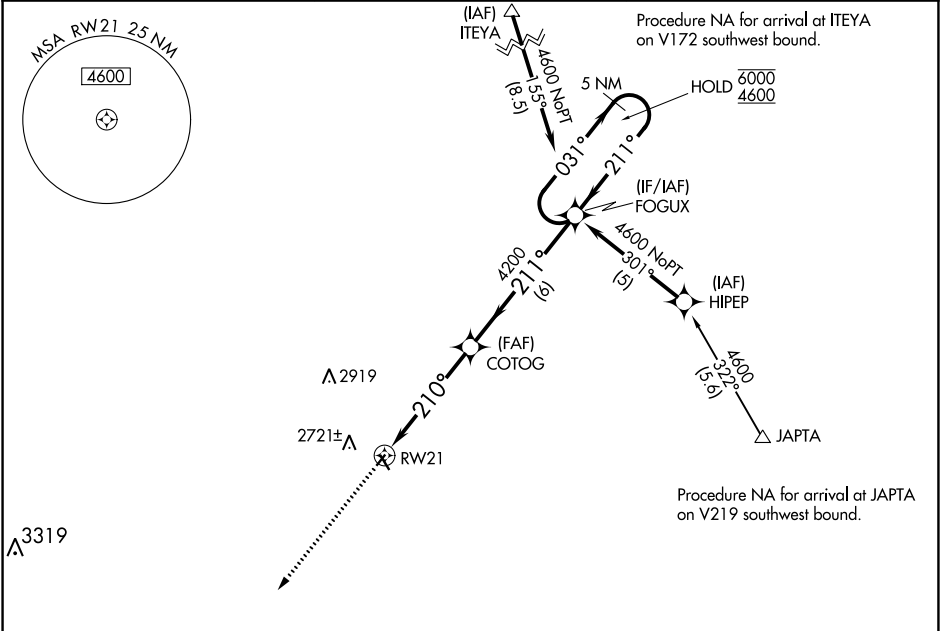 MSA RW21 25 NM
4600
(IAF)
ITEYA
Procedure NA for arrival at ITEYA
on V172 southwest bound.
4600 NoPT
155°
(8.5)
5 NM
HOLD
6000
4600
031°
211°
(IF/IAF)
FOGUX
4600 NoPT
301°
(5)
(IAF)
HIPEP
4200
211°
(6)
(FAF)
COTOG
4600
322°
(5.6)
2919
210°
2721±
RW21
JAPTA
Procedure NA for arrival at JAPTA
on V219 southwest bound.
3319